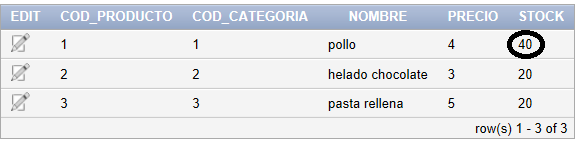 EDIT COD_PRODUCTO COD_CATEGORIA NOMBRE PRECIO STOCK
1 1 pollo 4 40
2 2 helado chocolate 3 20
3 3 pasta rellena 5 20
row(s) 1 - 3 of 3